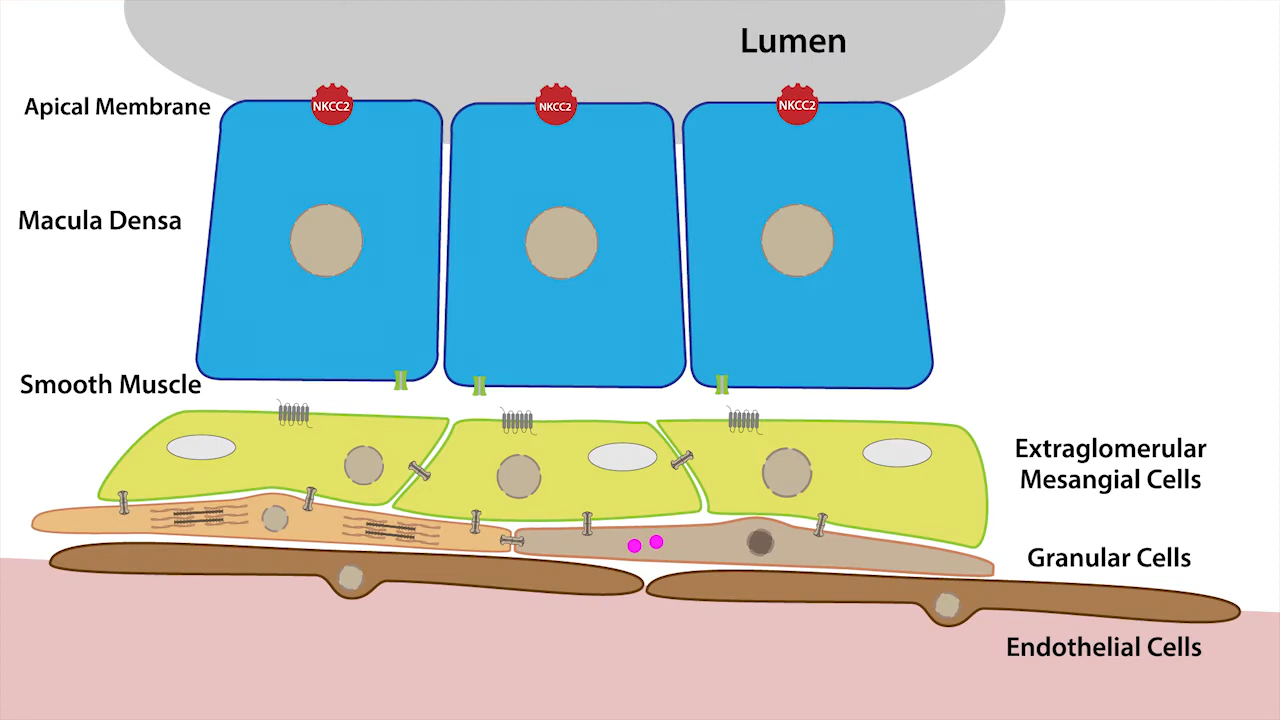 Lumen
Apical Membrane
NKCC2
NKCC2
NKCC2
Macula Densa
Smooth Muscle
Extraglomerular
Mesangial Cells
Granular Cells
Endothelial Cells